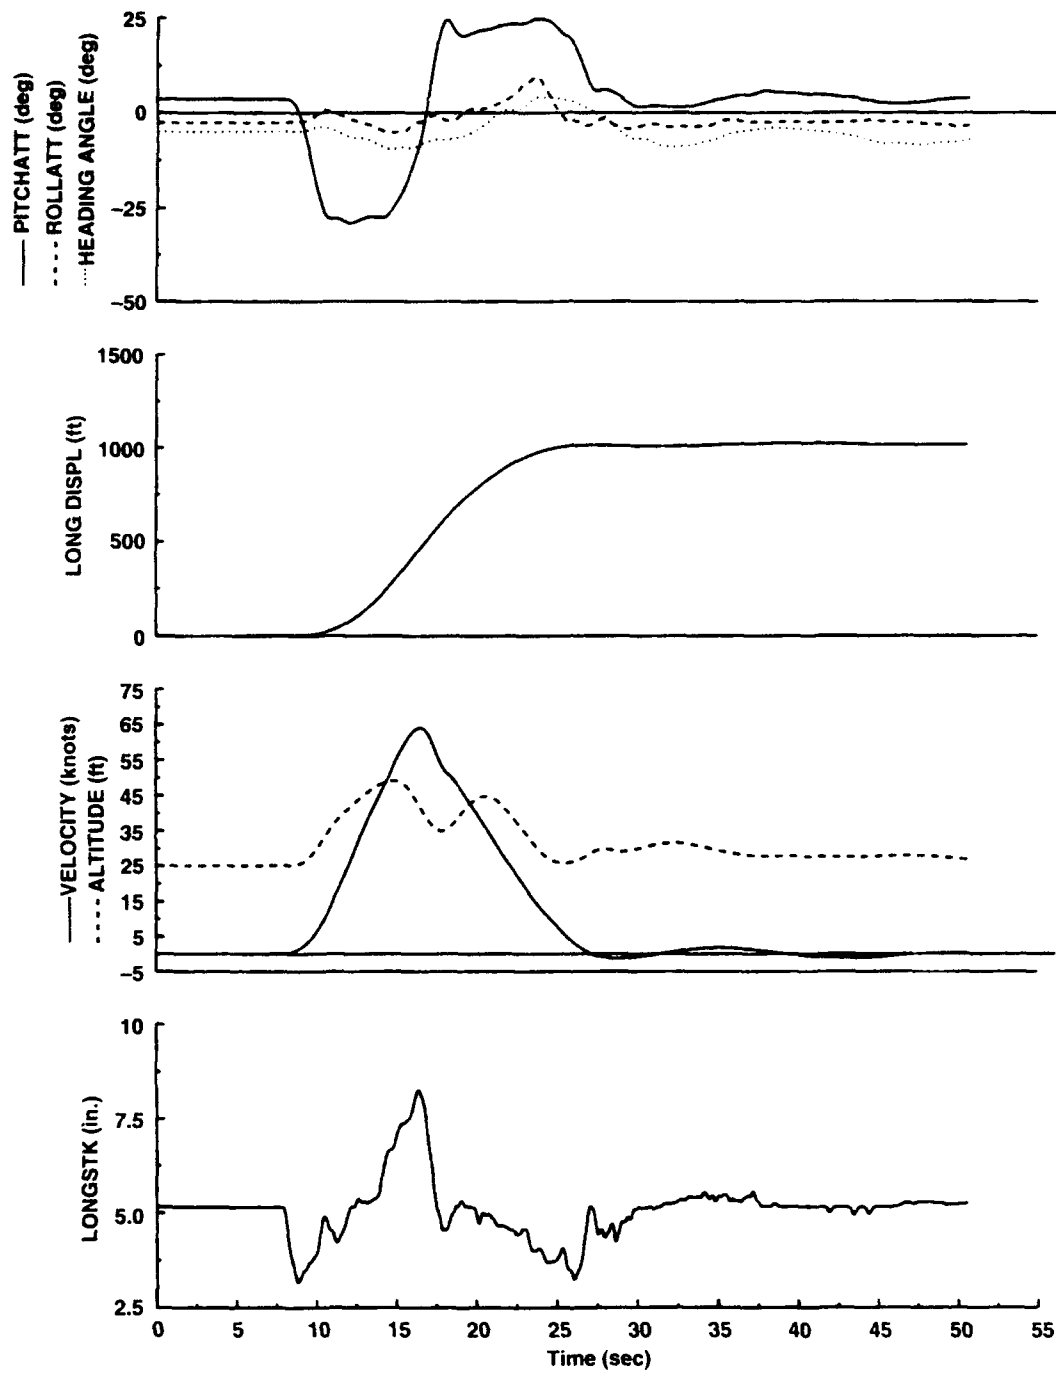 PITCHATT (deg)
ROLLATT (deg)
HEADING ANGLE (deg)
25
0
−25
−50
LONG DISPL (ft)
1500
1000
500
0
VELOCITY (knots)
ALTITUDE (ft)
75
65
55
45
35
25
15
5
−5
LONGSTK (in.)
10
7.5
5.0
2.5
0 5 10 15 20 25 30 35 40 45 50 55
Time (sec)